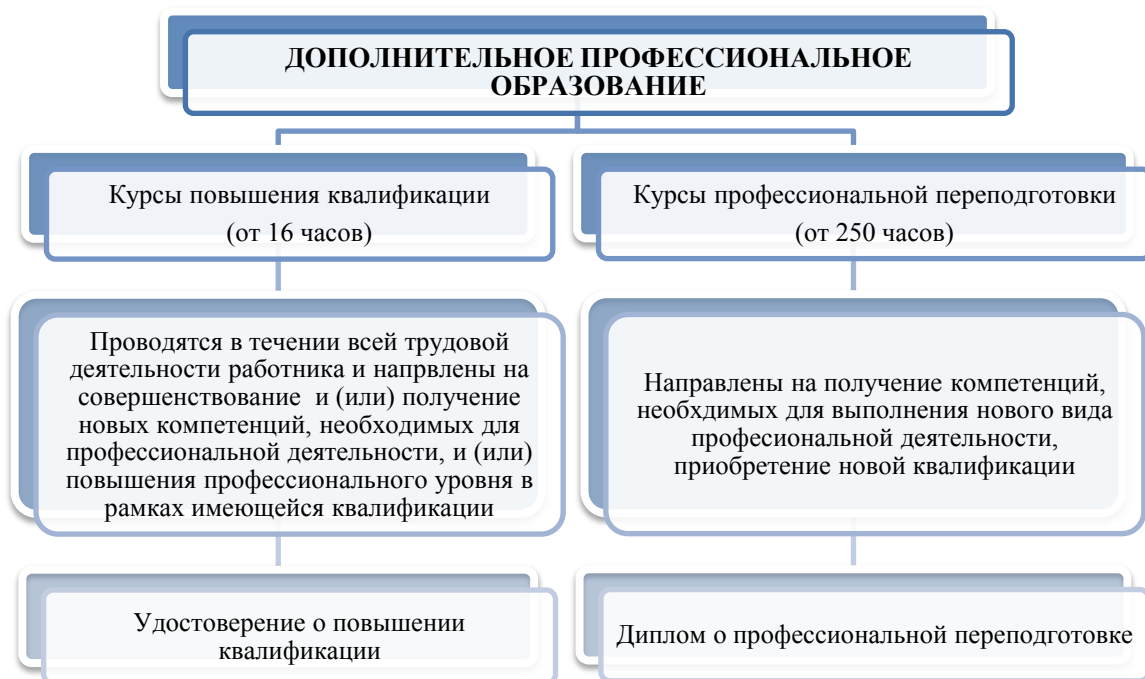 ДОПОЛНИТЕЛЬНОЕ ПРОФЕССИОНАЛЬНОЕ
ОБРАЗОВАНИЕ
Курсы повышения квалификации
(от 16 часов)
Проводятся в течении всей трудовой
деятельности работника и напрвлены на
совершенствование и (или) получение
новых компетенций, необходимых для
профессиональной деятельности, и (или)
повышения профессионального уровня в
рамках имеющейся квалификации
Удостоверение о повышении
квалификации
Курсы профессиональной переподготовки
(от 250 часов)
Направлены на получение компетенций,
необхдимых для выполнения нового вида
професиональной деятельности,
приобретение новой квалификации
Диплом о профессиональной переподготовке